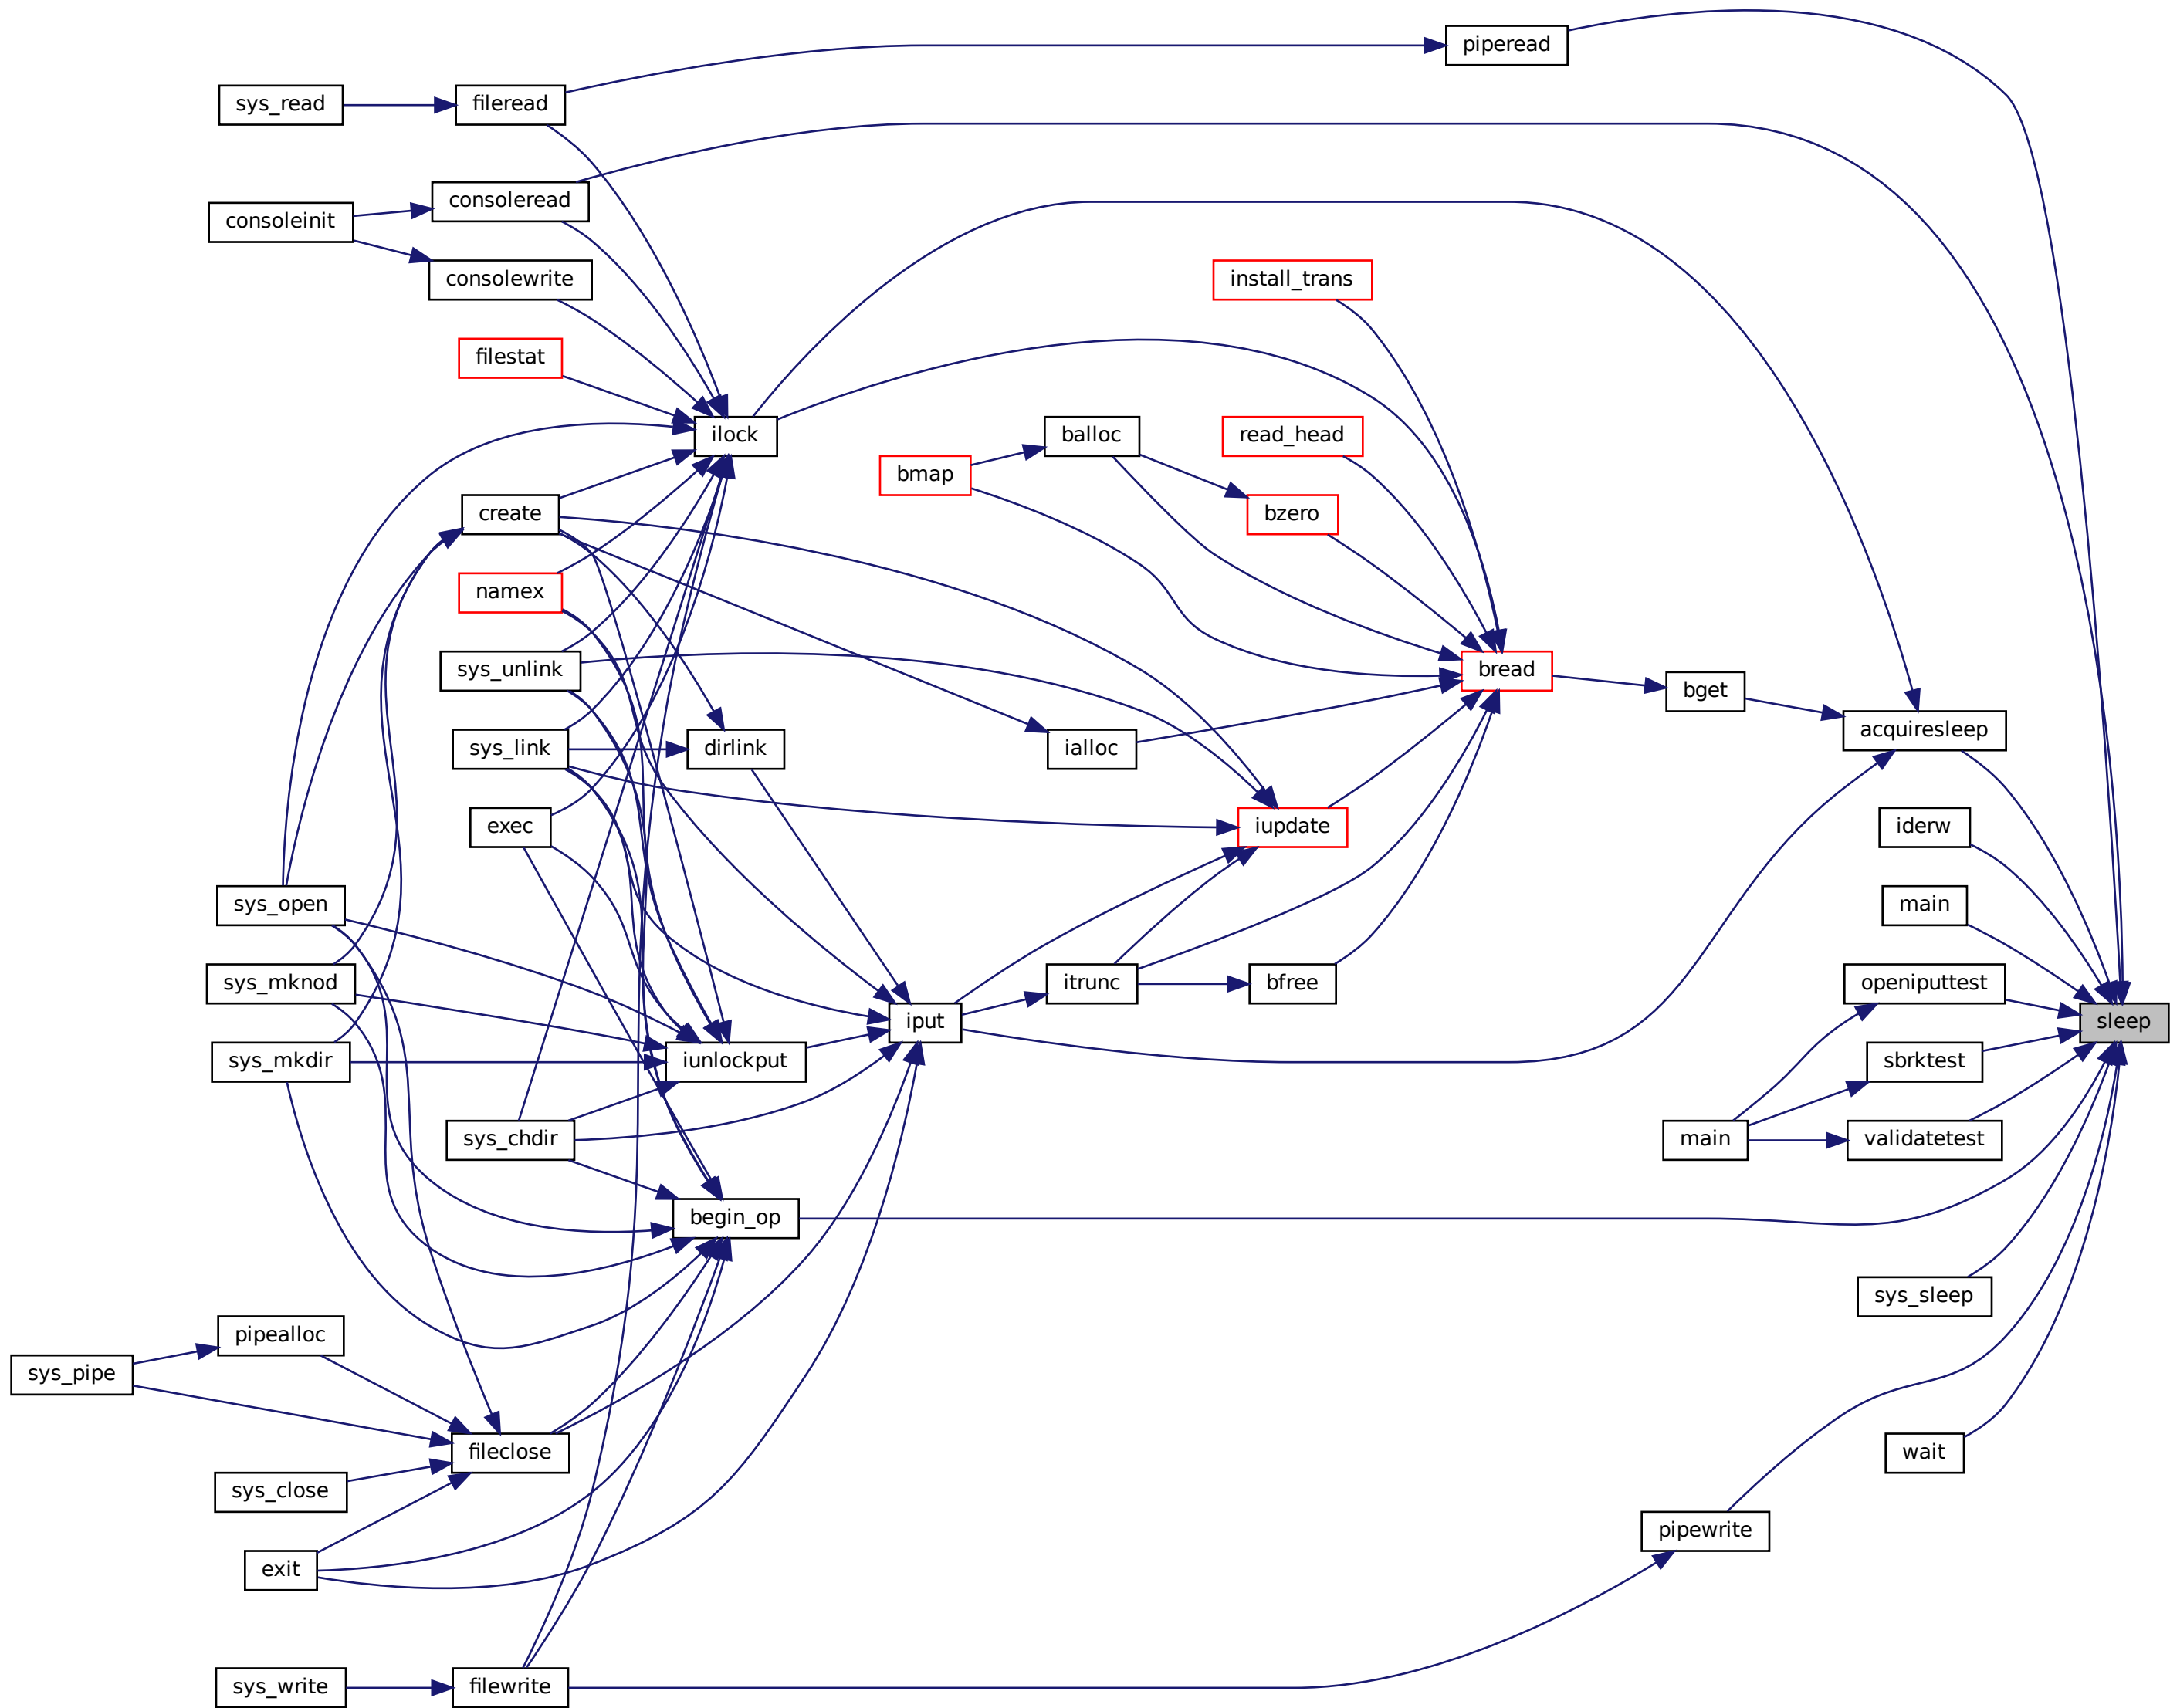 piperead
sys_read
fileread
consoleread
consoleinit
consolewrite
install_trans
filestat
ilock
balloc
read_head
bmap
create
bzero
namex
sys_unlink
bread
bget
sys_link
dirlink
ialloc
acquiresleep
exec
iupdate
iderw
sys_open
main
sys_mknod
itrunc
bfree
openiputtest
iput
sleep
sys_mkdir
iunlockput
sbrktest
sys_chdir
main
validatetest
begin_op
sys_sleep
pipealloc
sys_pipe
fileclose
wait
sys_close
pipewrite
exit
sys_write
filewrite